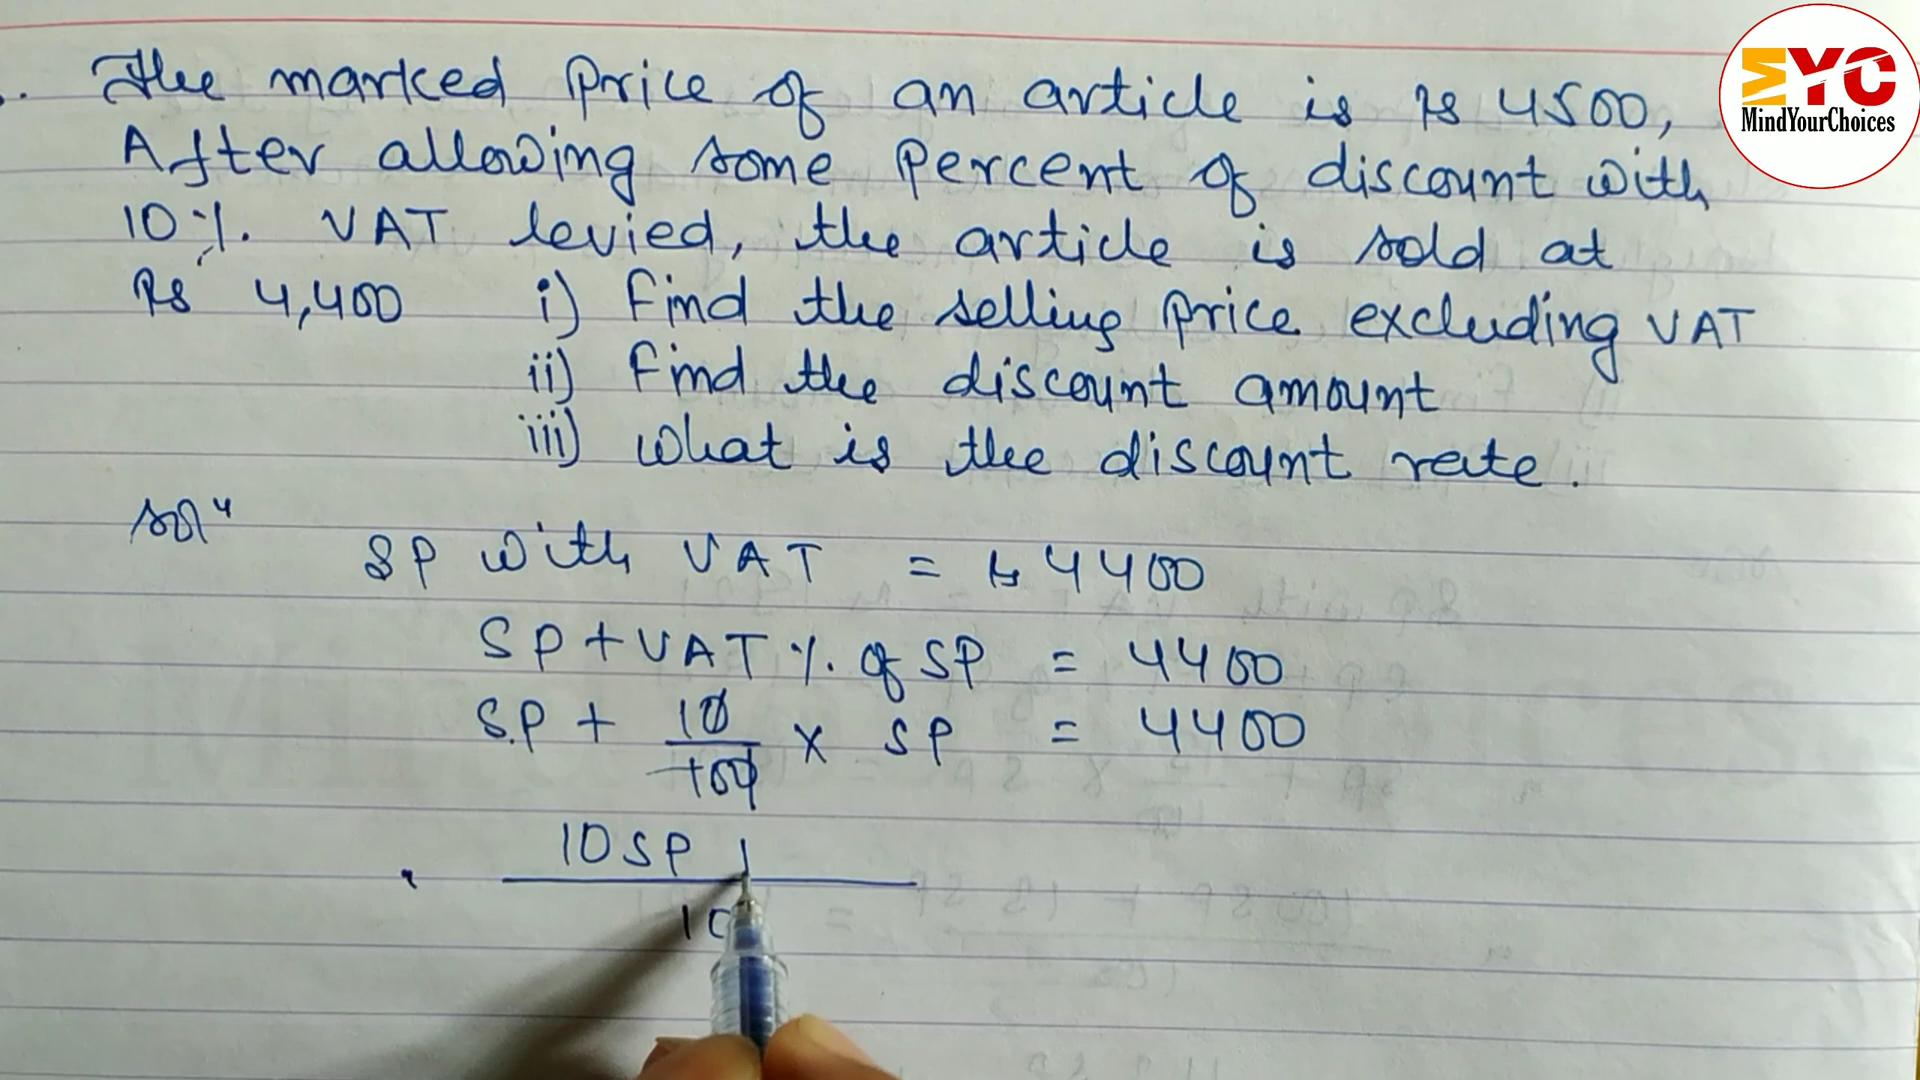 MYC
MindYourChoices
The marked price of an article is Rs 4500,
After allowing some percent of discount with
10%. VAT levied, the article is sold at
Rs 4,400 i) Find the selling price excluding VAT
ii) Find the discount amount
iii) What is the discount rate.
Solⁿ
SP with VAT = Rs 4400
SP + VAT %. of SP = 4400
SP + 10/100 × SP = 4400
10SP
10